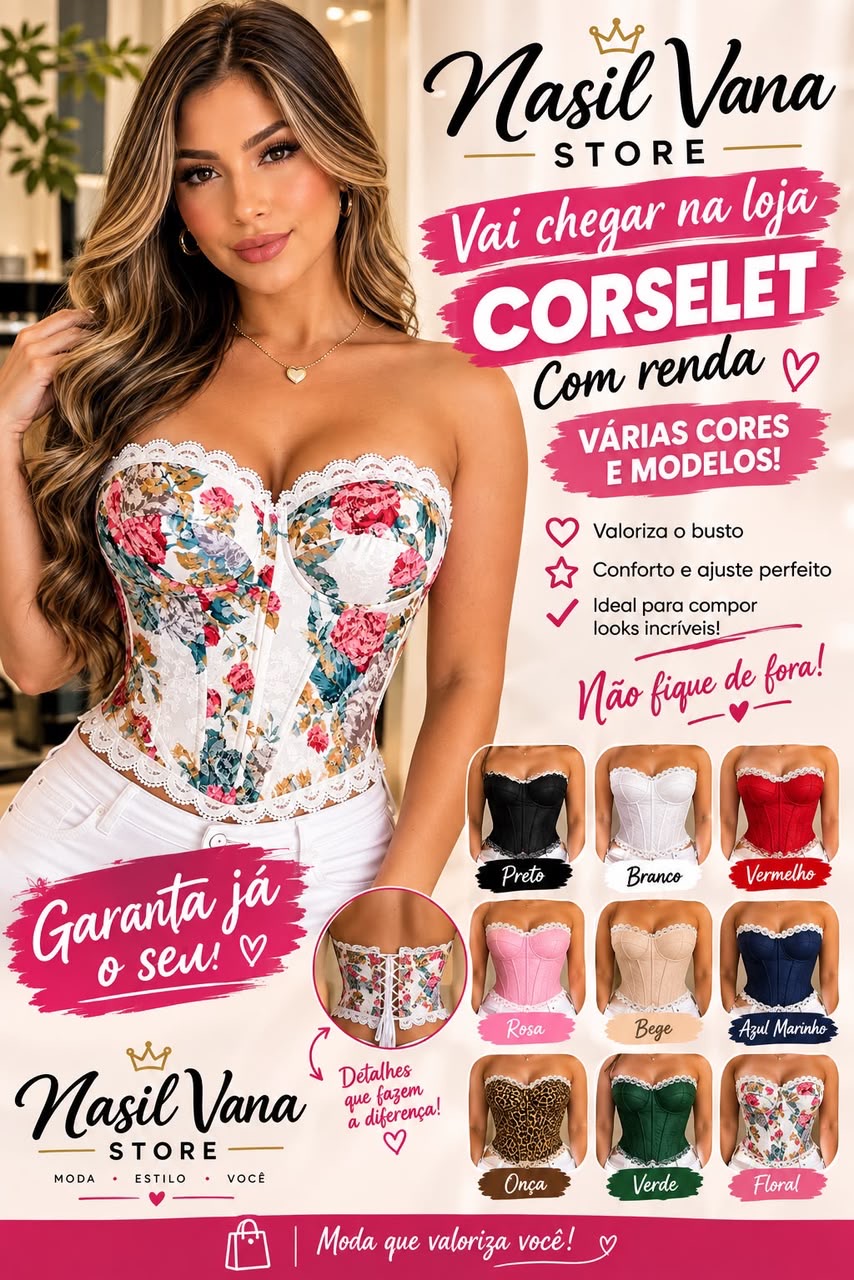 Nasil Vana
STORE
Vai chegar na loja
CORSELET
Com renda
VÁRIAS CORES
E MODELOS!
Valoriza o busto
Conforto e ajuste perfeito
Ideal para compor
looks incríveis!
Não fique de fora!
Preto
Branco
Vermelho
Rosa
Bege
Azul Marinho
Onça
Verde
Floral
Garanta já
o seu!
Detalhes
que fazem
a diferença!
Nasil Vana
STORE
MODA • ESTILO • VOCÊ
Moda que valoriza você!